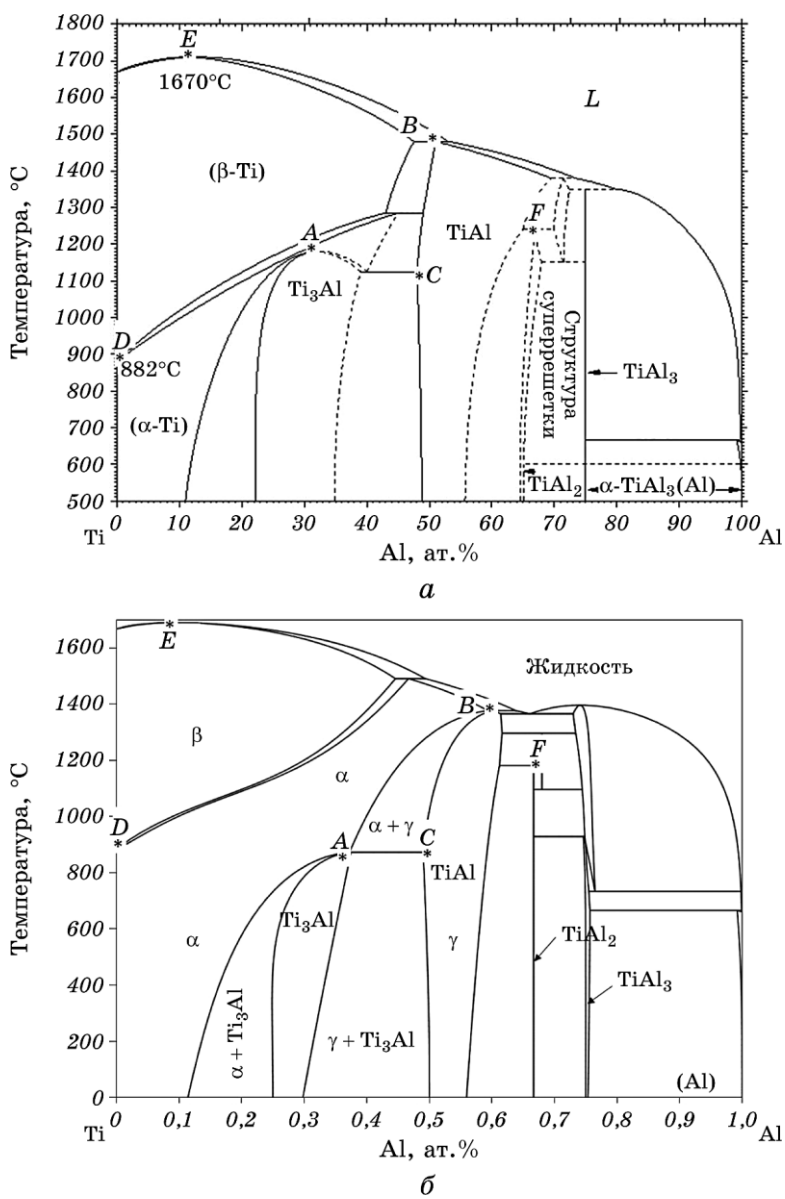 1800
1700
1600
1500
1400
1300
1200
1100
1000
900
800
700
600
500
Температура, °C
E
1670°C
B
L
(β-Ti)
A
F
TiAl
C
Ti₃Al
D
882°C
Структура
суперрешетки
TiAl₃
(α-Ti)
TiAl₂
α-TiAl₃(Al)
0 10 20 30 40 50 60 70 80 90 100
Ti Al, ат.% Al
а
1600
1400
1200
1000
800
600
400
200
0
Температура, °C
E
Жидкость
B
β
F
α
D
α + γ
A
C
TiAl
Ti₃Al
α
γ
TiAl₂
TiAl₃
α + Ti₃Al
γ + Ti₃Al
(Al)
0 0,1 0,2 0,3 0,4 0,5 0,6 0,7 0,8 0,9 1,0
Ti Al, ат.% Al
б